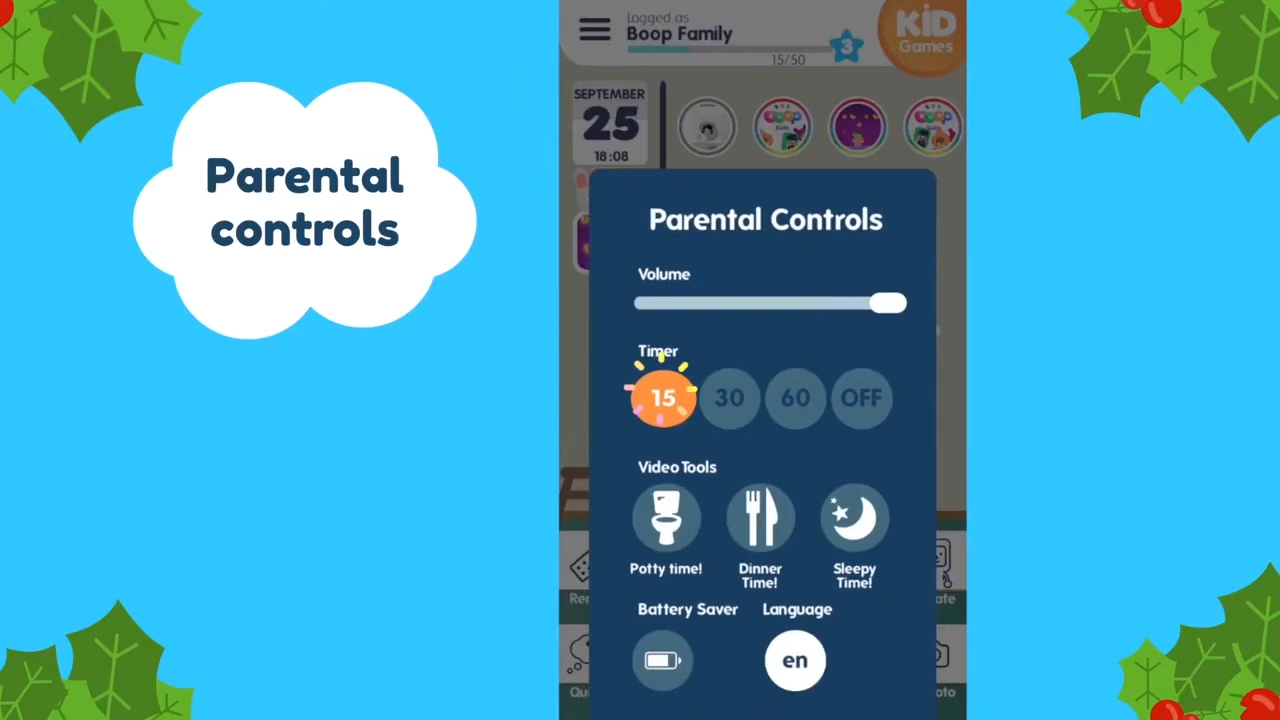 Parental
controls
Logged as
Boop Family
15/50
3
KiD
Games
SEPTEMBER
25
18:08
Parental Controls
Volume
Timer
15
30
60
OFF
Video Tools
Potty time!
Dinner
Time!
Sleepy
Time!
Battery Saver
Language
en